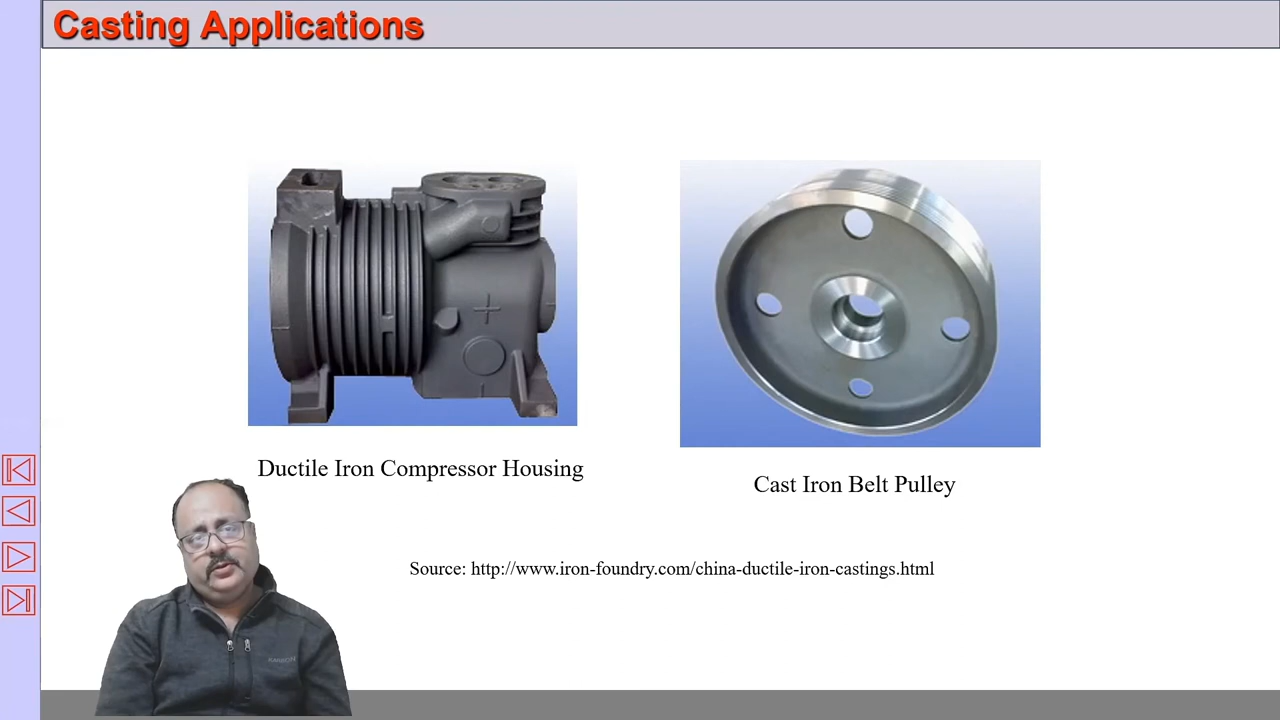 Casting Applications
Ductile Iron Compressor Housing
Cast Iron Belt Pulley
Source: http://www.iron-foundry.com/china-ductile-iron-castings.html